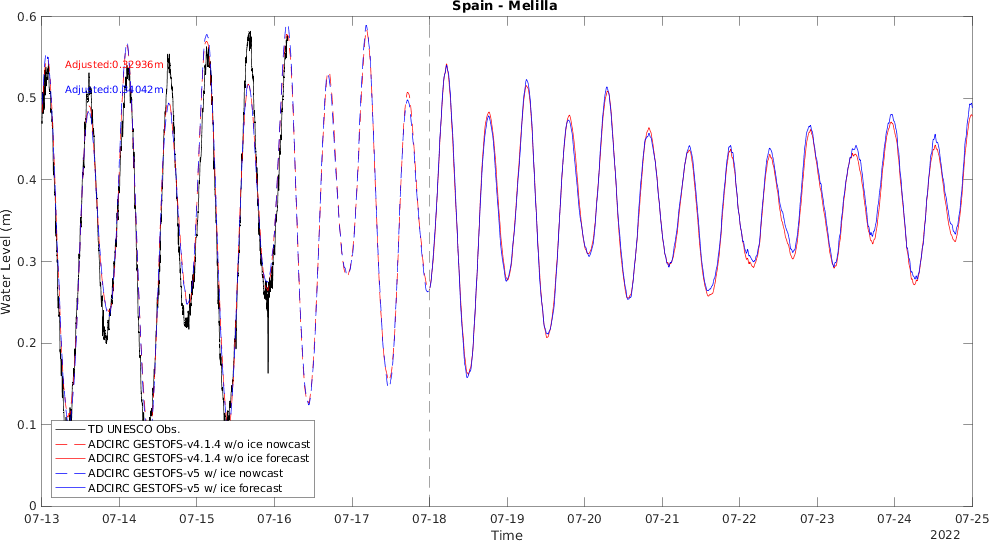 Spain - Melilla
Water Level (m)
0.6
0.5
0.4
0.3
0.2
0.1
0
Adjusted:0.32936m
Adjusted:0.34042m
TD UNESCO Obs.
ADCIRC GESTOFS-v4.1.4 w/o ice nowcast
ADCIRC GESTOFS-v4.1.4 w/o ice forecast
ADCIRC GESTOFS-v5 w/ ice nowcast
ADCIRC GESTOFS-v5 w/ ice forecast
07-13 07-14 07-15 07-16 07-17 07-18 07-19 07-20 07-21 07-22 07-23 07-24 07-25
Time
2022